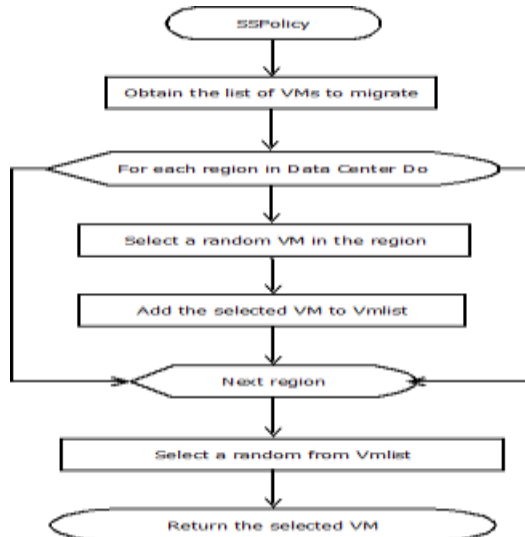 SSPolicy
Obtain the list of VMs to migrate
For each region in Data Center Do
Select a random VM in the region
Add the selected VM to Vmlist
Next region
Select a random from Vmlist
Return the selected VM